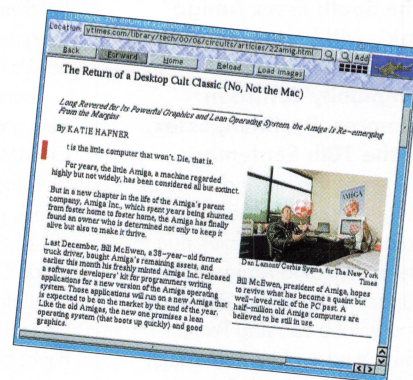 The Return of a Desktop Cult Classic (No, Not the Mac)
Location: ytimes.com/library/tech/00/06/circuits/articles/22amig.html
Add
Back
Forward
Home
Reload
Load images
The Return of a Desktop Cult Classic (No, Not the Mac)
Long Revered for Its Powerful Graphics and Lean Operating System, the Amiga Is Re-emerging
From the Margins
By KATIE HAFNER
t is the little computer that won't. Die, that is.
For years, the little Amiga, a machine regarded
highly but not widely, has been considered all but extinct.
But in a new chapter in the life of the Amiga's parent
company, Amiga Inc., which spent years being shunted
from foster home to foster home, the Amiga has finally
found an owner who is determined not only to keep it
alive but also to make it thrive.
Last December, Bill McEwen, a 38-year-old former
truck driver, bought Amiga's remaining assets, and
earlier this month his freshly minted Amiga Inc. released
a software developers' kit for programmers writing
applications for a new version of the Amiga operating
system. Those applications will run on a new Amiga that
is expected to be on the market by the end of the year.
Like the old Amigas, the new one promises a lean
operating system (that boots up quickly) and good
graphics.
AMIGA
Dan Lamont/ Corbis Sygma, for The New York
Times
Bill McEwen, president of Amiga, hopes
to revive what has become a quaint but
well-loved relic of the PC past. A
half-million old Amiga computers are
believed to be still in use.